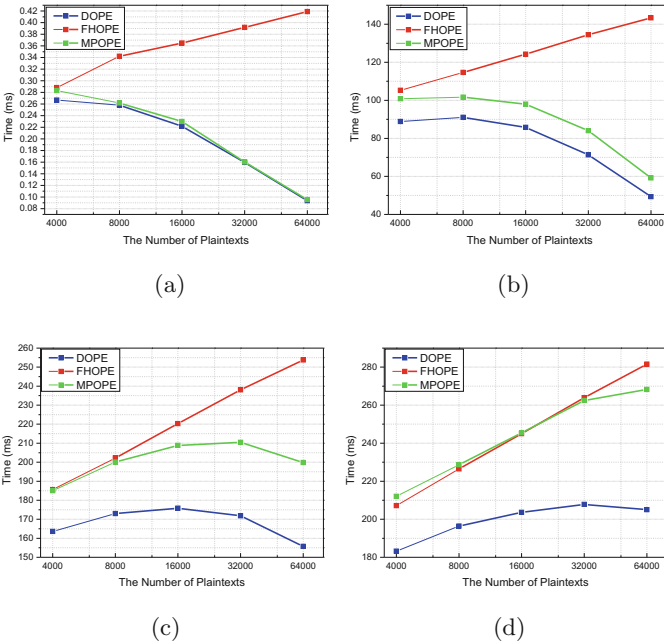 0.42
0.40
0.38
0.36
0.34
0.32
0.30
0.28
0.26
0.24
0.22
0.20
0.18
0.16
0.14
0.12
0.10
0.08
Time (ms)
DOPE
FHOPE
MPOPE
4000 8000 16000 32000 64000
The Number of Plaintexts
(a)
140
120
100
80
60
40
Time (ms)
DOPE
FHOPE
MPOPE
4000 8000 16000 32000 64000
The Number of Plaintexts
(b)
260
250
240
230
220
210
200
190
180
170
160
150
Time (ms)
DOPE
FHOPE
MPOPE
4000 8000 16000 32000 64000
The Number of Plaintexts
(c)
280
260
240
220
200
180
Time (ms)
DOPE
FHOPE
MPOPE
4000 8000 16000 32000 64000
The Number of Plaintexts
(d)